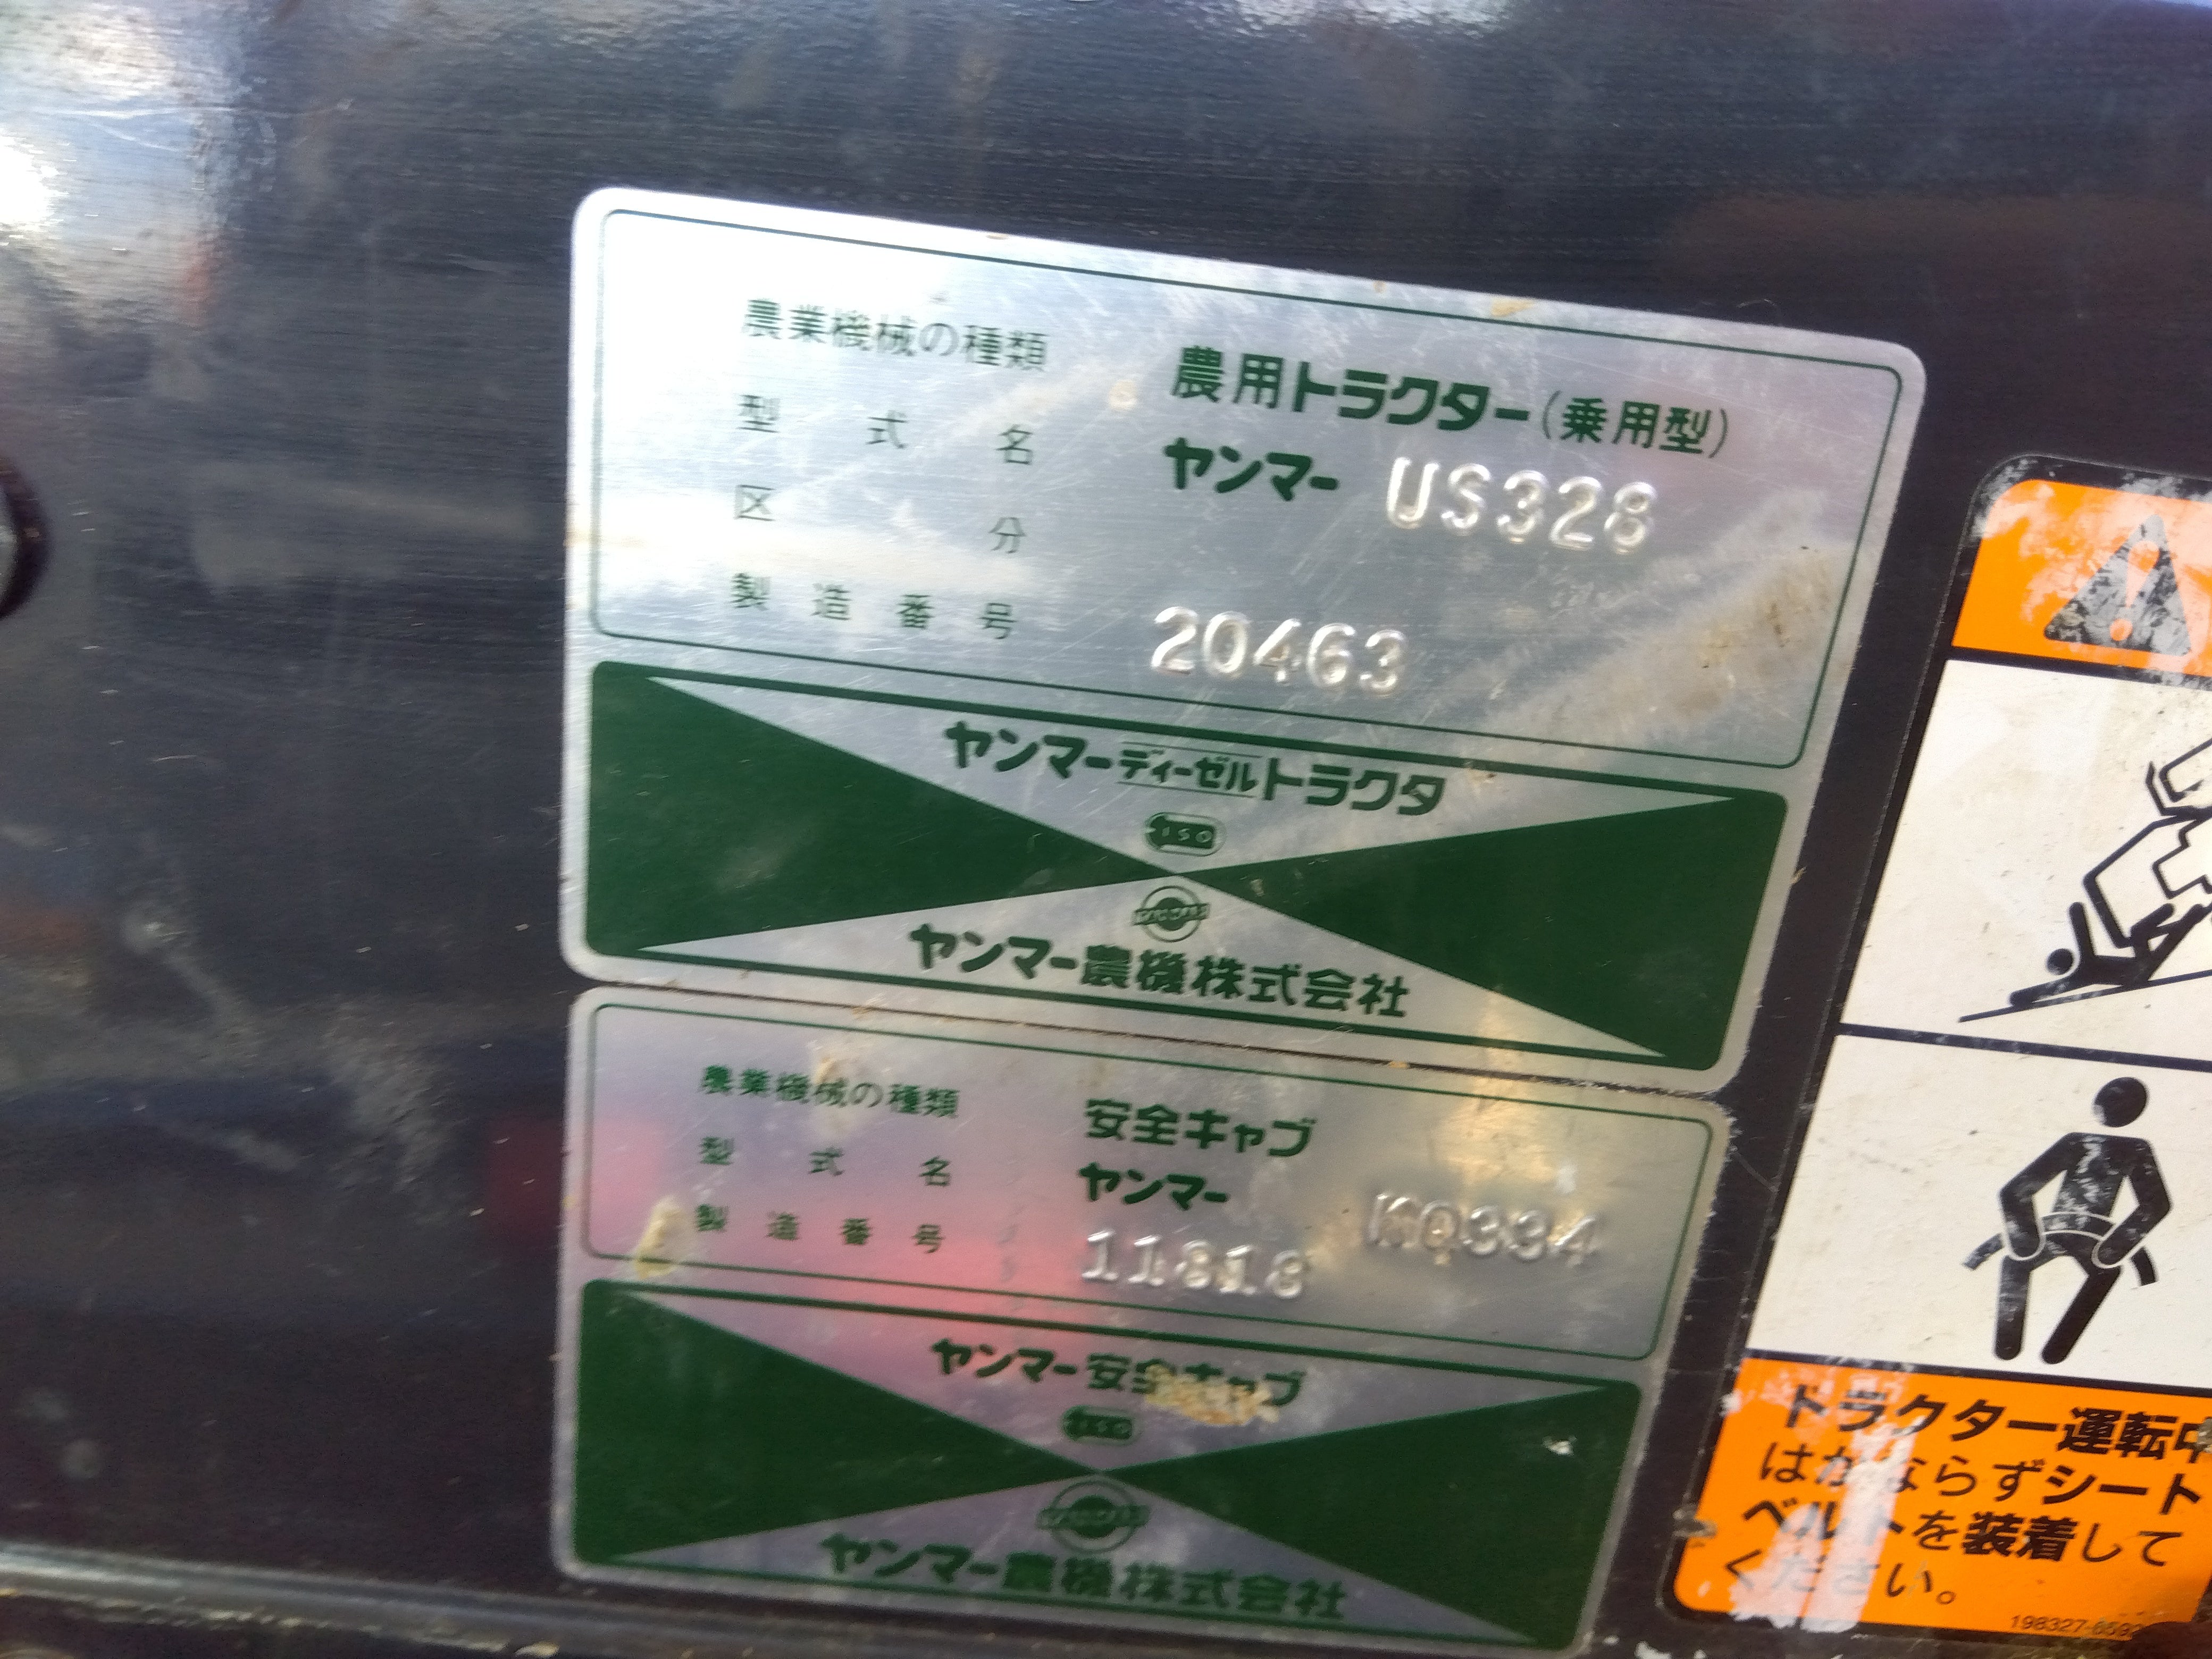 農業機械の種類 農用トラクター(乗用型)
型式名 ヤンマー US328
区分
製造番号 20463
ヤンマーディーゼルトラクタ
ヤンマー農機株式会社
農業機械の種類 安全キャブ
型式名 ヤンマー KQ334
製造番号 11818
ヤンマー安全キャブ
ヤンマー農機株式会社
トラクター運転中
はかならずシート
ベルトを装着して
ください。